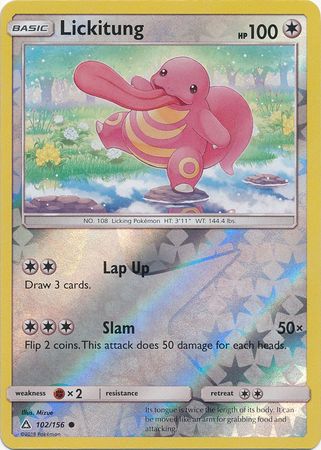 BASIC Lickitung HP 100
NO. 108 Licking Pokémon HT: 3'11" WT: 144.4 lbs.
Lap Up
Draw 3 cards.
Slam 50×
Flip 2 coins. This attack does 50 damage for each heads.
weakness × 2 resistance retreat
Illus. Mizue
102/156
©2018 Pokémon
Its tongue is twice the length of its body. It can
be moved like an arm for grabbing food and
attacking.